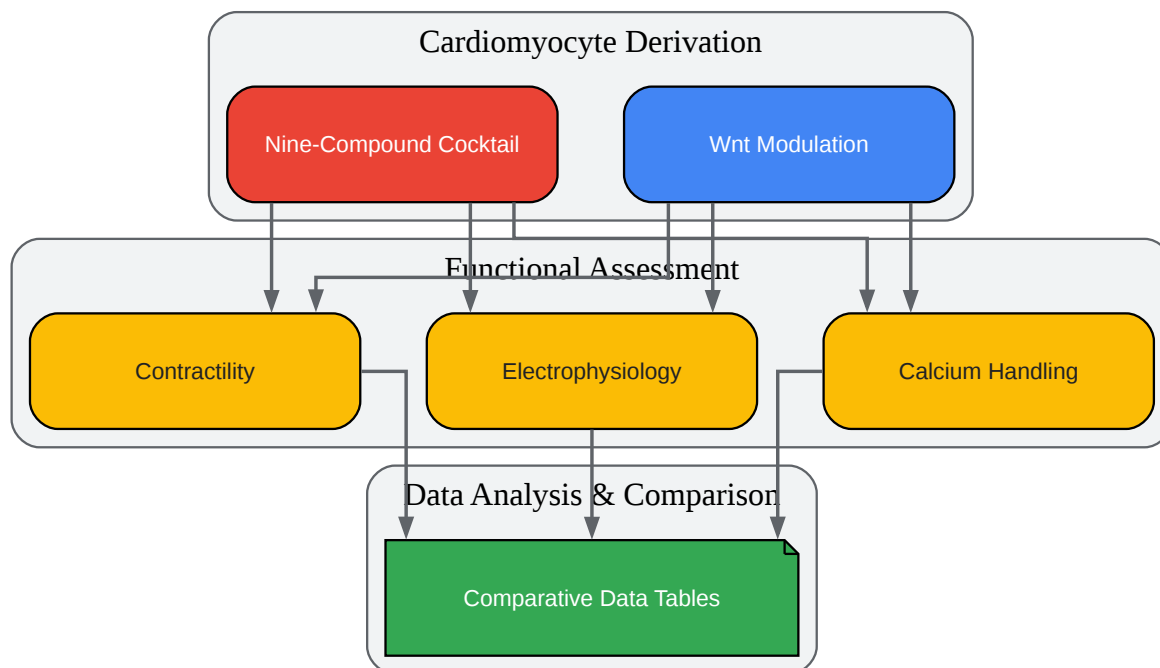 Cardiomyocyte Derivation
Nine-Compound Cocktail
Wnt Modulation
Functional Assessment
Contractility
Electrophysiology
Calcium Handling
Data Analysis & Comparison
Comparative Data Tables